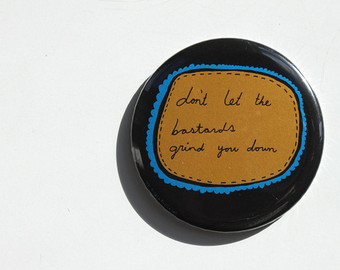 don't let the
bastards
grind you down